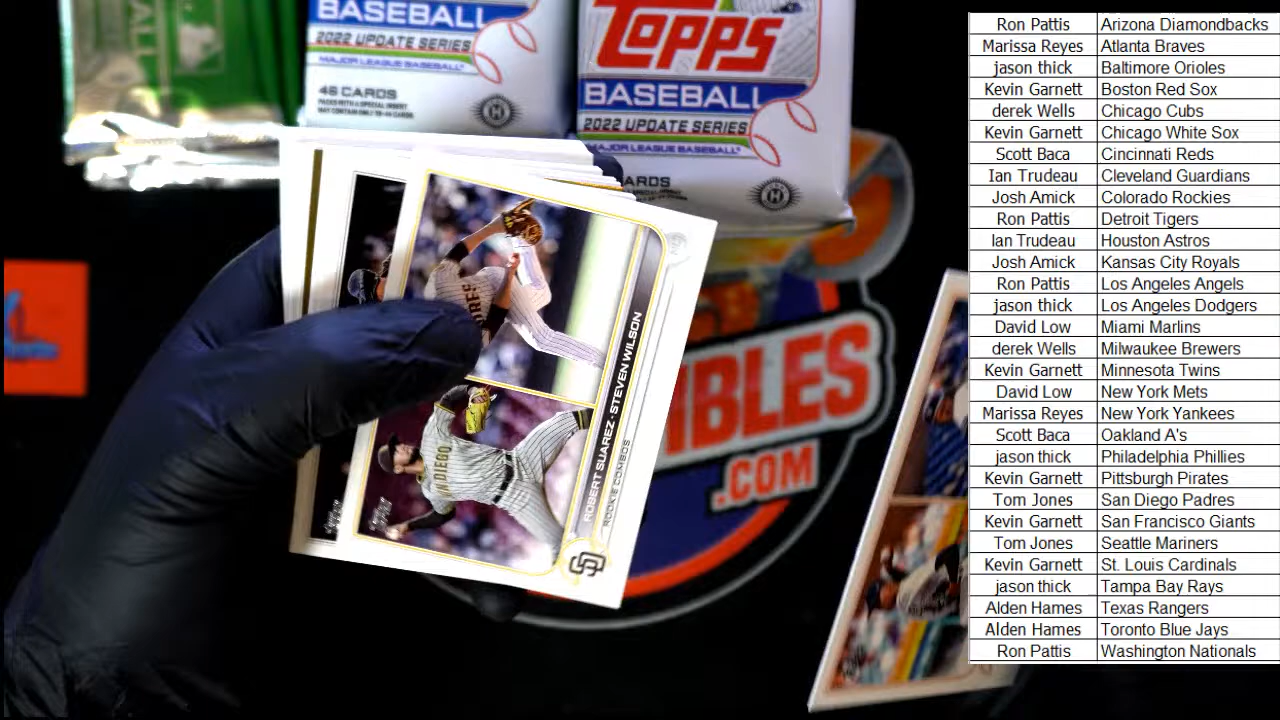 BASEBALL
2022 UPDATE SERIES
MAJOR LEAGUE BASEBALL
46 CARDS
TOPPS
BASEBALL
2022 UPDATE SERIES
MAJOR LEAGUE BASEBALL
ARDS
ROBERT SUAREZ · STEVEN WILSON
ROOKIE COMBOS
SD
N DIEGO
DRES
IBLES
.COM
Ron Pattis Arizona Diamondbacks
Marissa Reyes Atlanta Braves
jason thick Baltimore Orioles
Kevin Garnett Boston Red Sox
derek Wells Chicago Cubs
Kevin Garnett Chicago White Sox
Scott Baca Cincinnati Reds
Ian Trudeau Cleveland Guardians
Josh Amick Colorado Rockies
Ron Pattis Detroit Tigers
Ian Trudeau Houston Astros
Josh Amick Kansas City Royals
Ron Pattis Los Angeles Angels
jason thick Los Angeles Dodgers
David Low Miami Marlins
derek Wells Milwaukee Brewers
Kevin Garnett Minnesota Twins
David Low New York Mets
Marissa Reyes New York Yankees
Scott Baca Oakland A's
jason thick Philadelphia Phillies
Kevin Garnett Pittsburgh Pirates
Tom Jones San Diego Padres
Kevin Garnett San Francisco Giants
Tom Jones Seattle Mariners
Kevin Garnett St. Louis Cardinals
jason thick Tampa Bay Rays
Alden Hames Texas Rangers
Alden Hames Toronto Blue Jays
Ron Pattis Washington Nationals